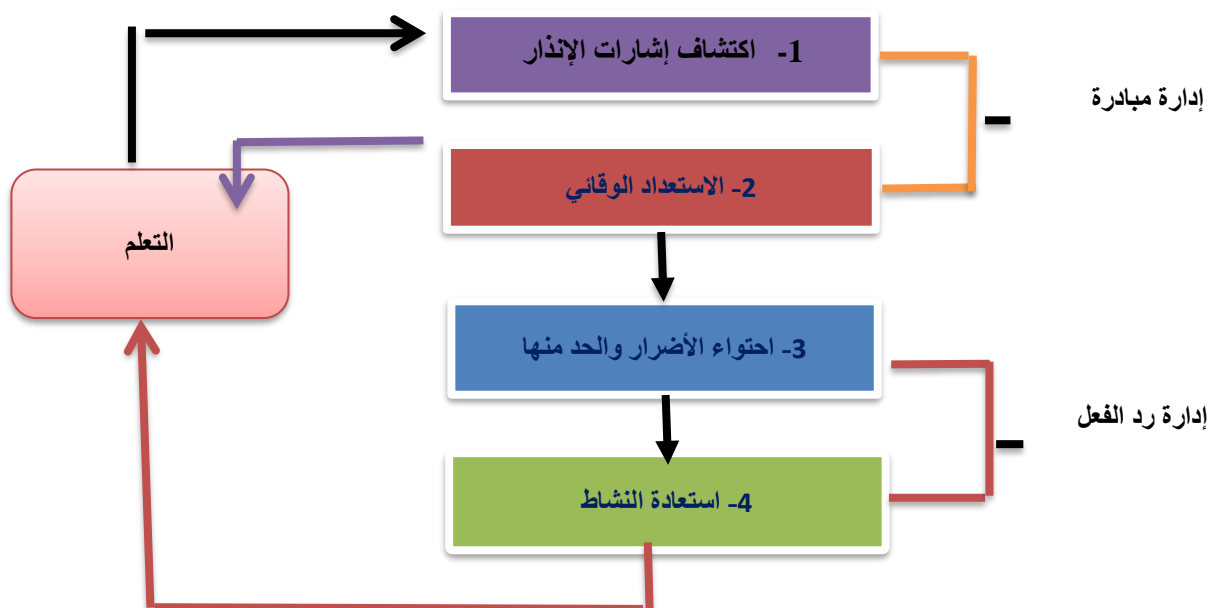 1- اكتشاف إشارات الإنذار
إدارة مبادرة
2- الاستعداد الوقائي
التعلم
3- احتواء الأضرار والحد منها
إدارة رد الفعل
4- استعادة النشاط